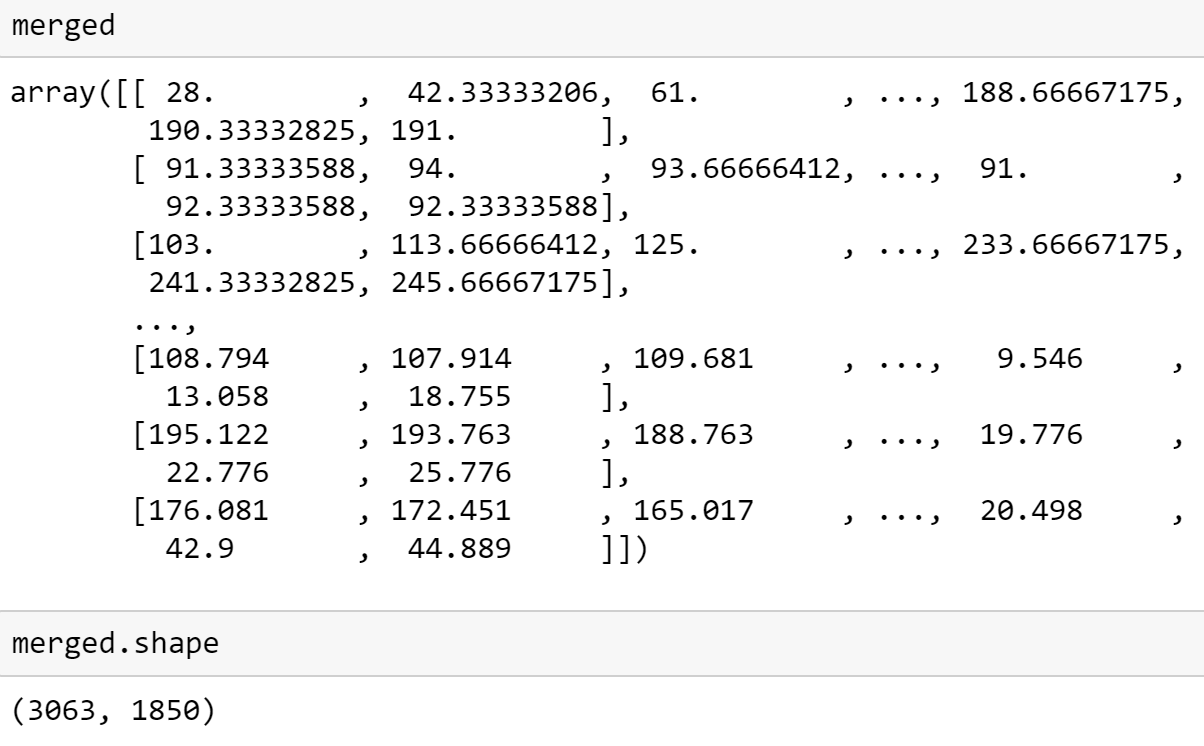 merged
array([[ 28.        ,  42.33333206,  61.        , ..., 188.66667175,
        190.33332825, 191.        ],
       [ 91.33333588,  94.        ,  93.66666412, ...,  91.        ,
         92.33333588,  92.33333588],
       [103.        , 113.66666412, 125.        , ..., 233.66667175,
        241.33332825, 245.66667175],
       ...,
       [108.794     , 107.914     , 109.681     , ...,   9.546     ,
         13.058     ,  18.755     ],
       [195.122     , 193.763     , 188.763     , ...,  19.776     ,
         22.776     ,  25.776     ],
       [176.081     , 172.451     , 165.017     , ...,  20.498     ,
         42.9       ,  44.889     ]])
merged.shape
(3063, 1850)